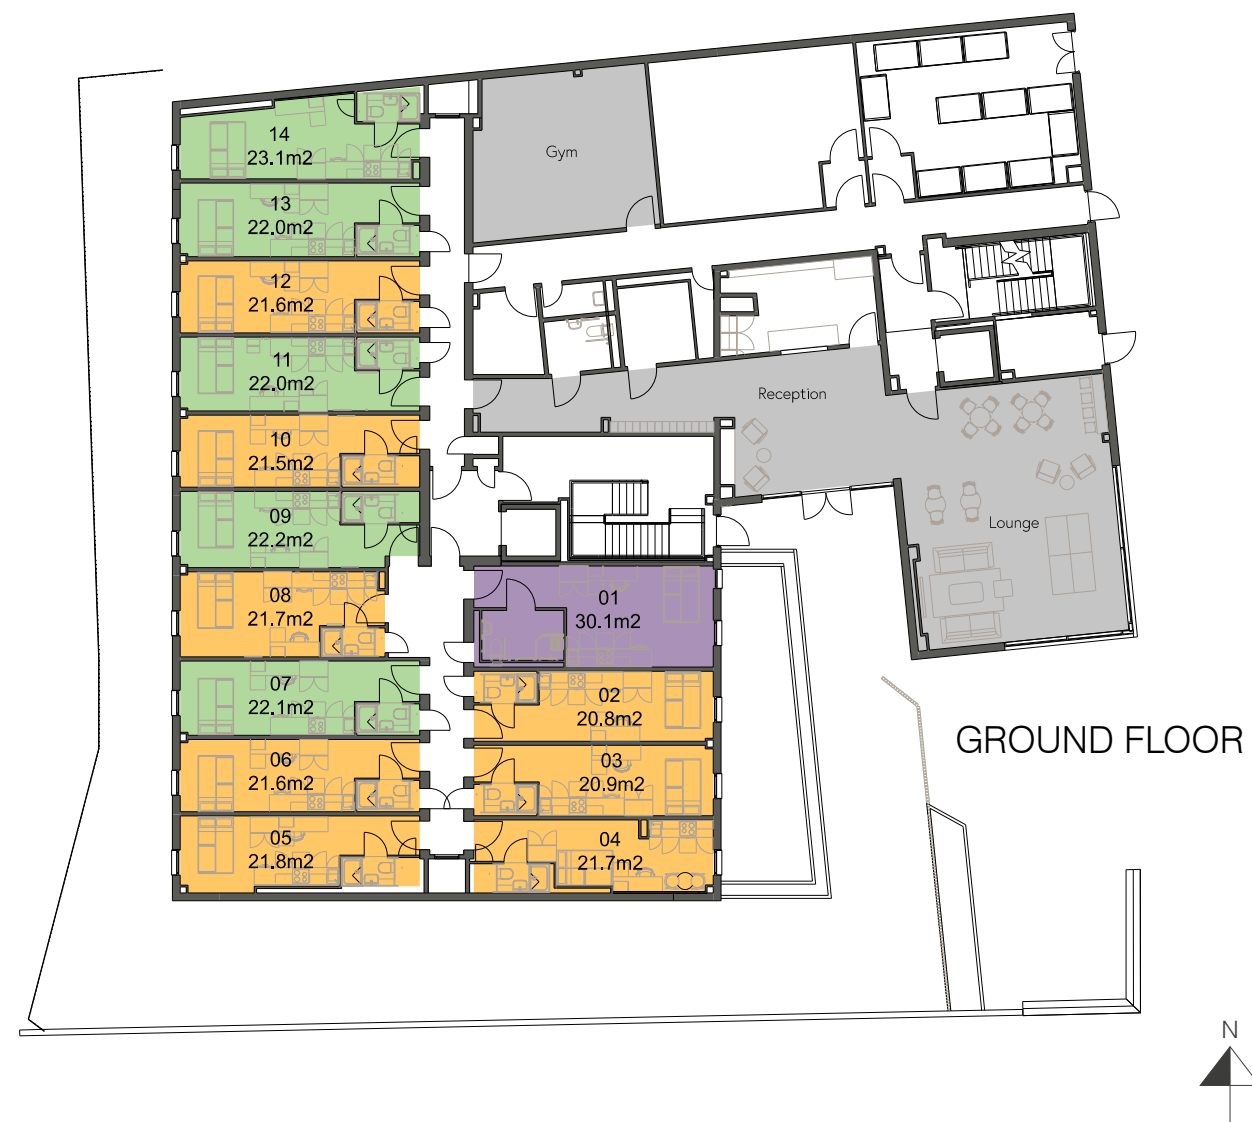 14
23.1m2
Gym
13
22.0m2
12
21.6m2
11
22.0m2
Reception
10
21.5m2
09
22.2m2
Lounge
08
21.7m2
01
30.1m2
07
22.1m2
02
20.8m2
GROUND FLOOR
06
21.6m2
03
20.9m2
05
21.8m2
04
21.7m2
N